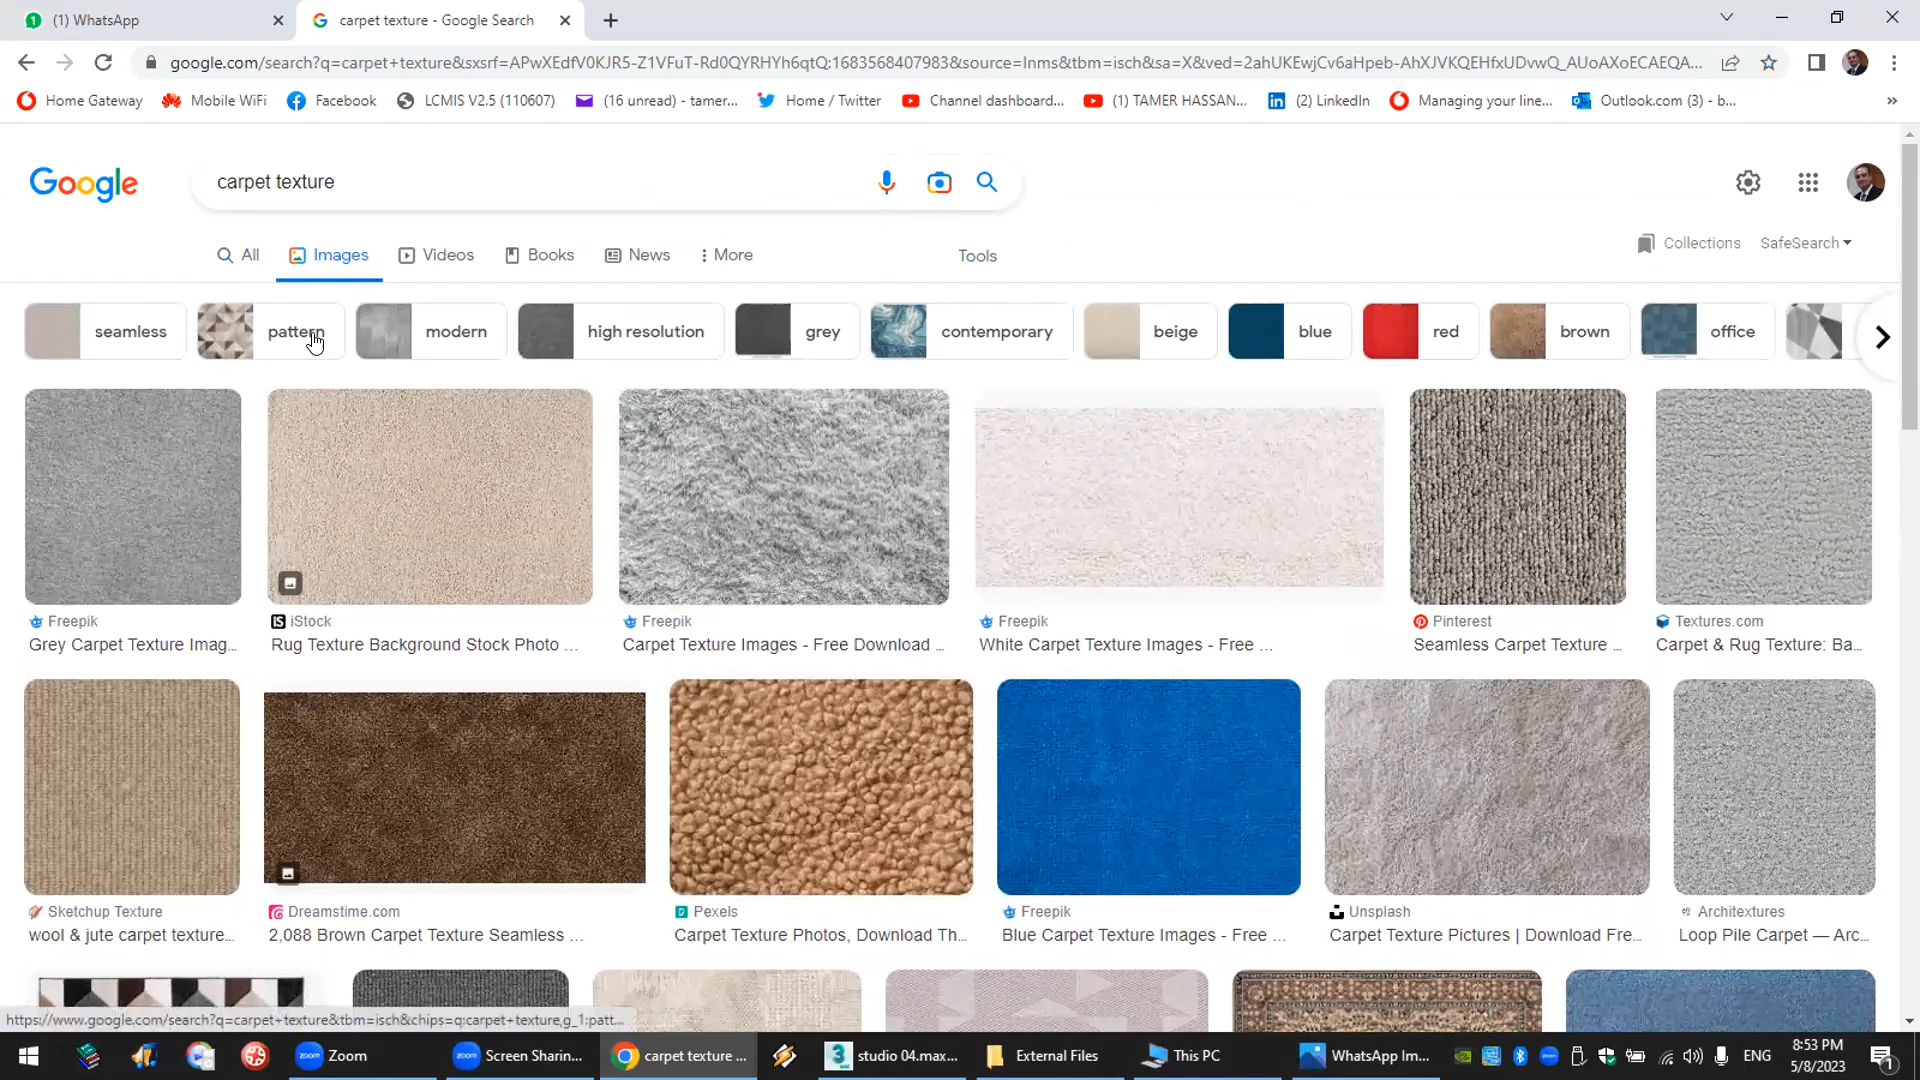 (1) WhatsApp
carpet texture - Google Search
google.com/search?q=carpet+texture&sxsrf=APwXEdfV0KJR5-Z1VFuT-Rd0QYRHYh6qtQ:1683568407983&source=lnms&tbm=isch&sa=X&ved=2ahUKEwjCv6aHpeb-AhXJVKQEHfxUDvwQ_AUoAXoECAEQA...
Home Gateway
Mobile WiFi
Facebook
LCMIS V2.5 (110607)
(16 unread) - tamer...
Home / Twitter
Channel dashboard...
(1) TAMER HASSAN...
(2) LinkedIn
Managing your line...
Outlook.com (3) - b...
Google
carpet texture
All
Images
Videos
Books
News
More
Tools
Collections
SafeSearch
seamless
pattern
modern
high resolution
grey
contemporary
beige
blue
red
brown
office
Freepik
Grey Carpet Texture Imag...
iStock
Rug Texture Background Stock Photo ...
Freepik
Carpet Texture Images - Free Download ...
Freepik
White Carpet Texture Images - Free ...
Pinterest
Seamless Carpet Texture ...
Textures.com
Carpet & Rug Texture: Ba...
Sketchup Texture
wool & jute carpet texture...
Dreamstime.com
2,088 Brown Carpet Texture Seamless ...
Pexels
Carpet Texture Photos, Download Th...
Freepik
Blue Carpet Texture Images - Free ...
Unsplash
Carpet Texture Pictures | Download Fre...
Architextures
Loop Pile Carpet — Arc...
https://www.google.com/search?q=carpet+texture&tbm=isch&chips=q:carpet+texture,g_1:patt...
Zoom
Screen Sharin...
carpet texture ...
studio 04.max...
External Files
This PC
WhatsApp Im...
ENG
8:53 PM
5/8/2023